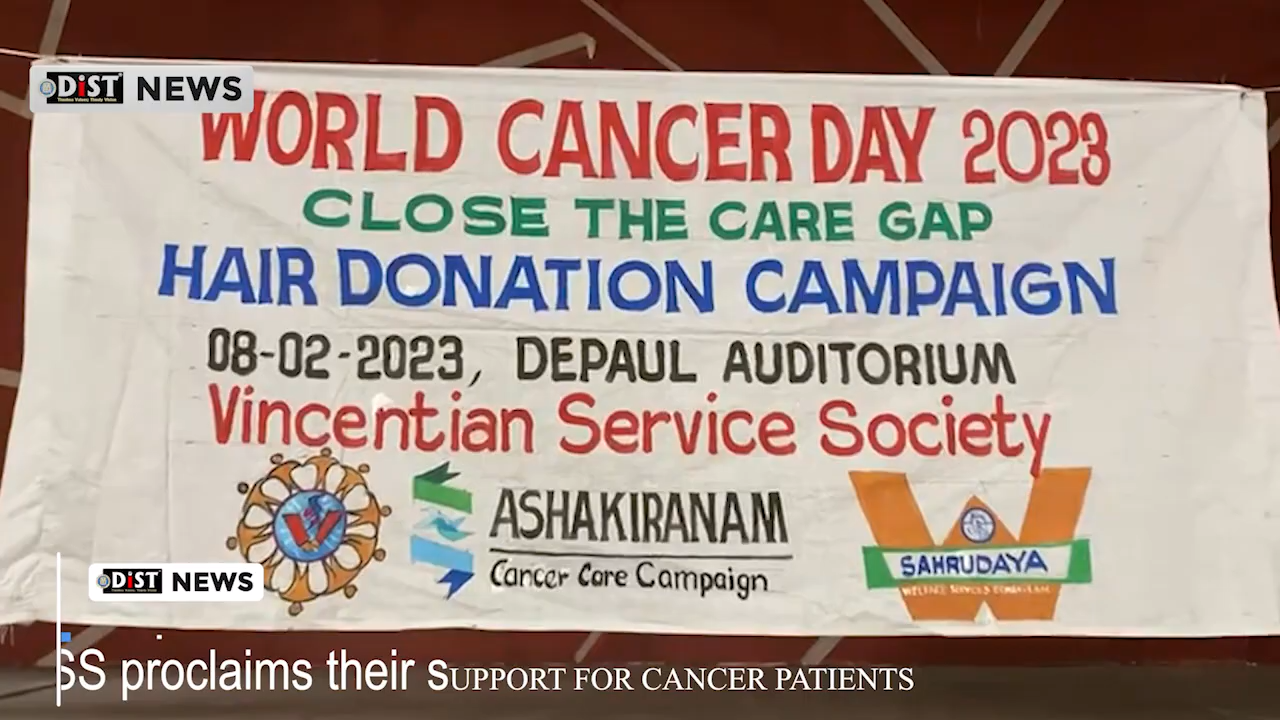 DiST NEWS
WORLD CANCER DAY 2023
CLOSE THE CARE GAP
HAIR DONATION CAMPAIGN
08-02-2023, DEPAUL AUDITORIUM
Vincentian Service Society
V
ASHAKIRANAM
Cancer Care Campaign
W
SAHRUDAYA
DiST NEWS
SS proclaims their sUPPORT FOR CANCER PATIENTS